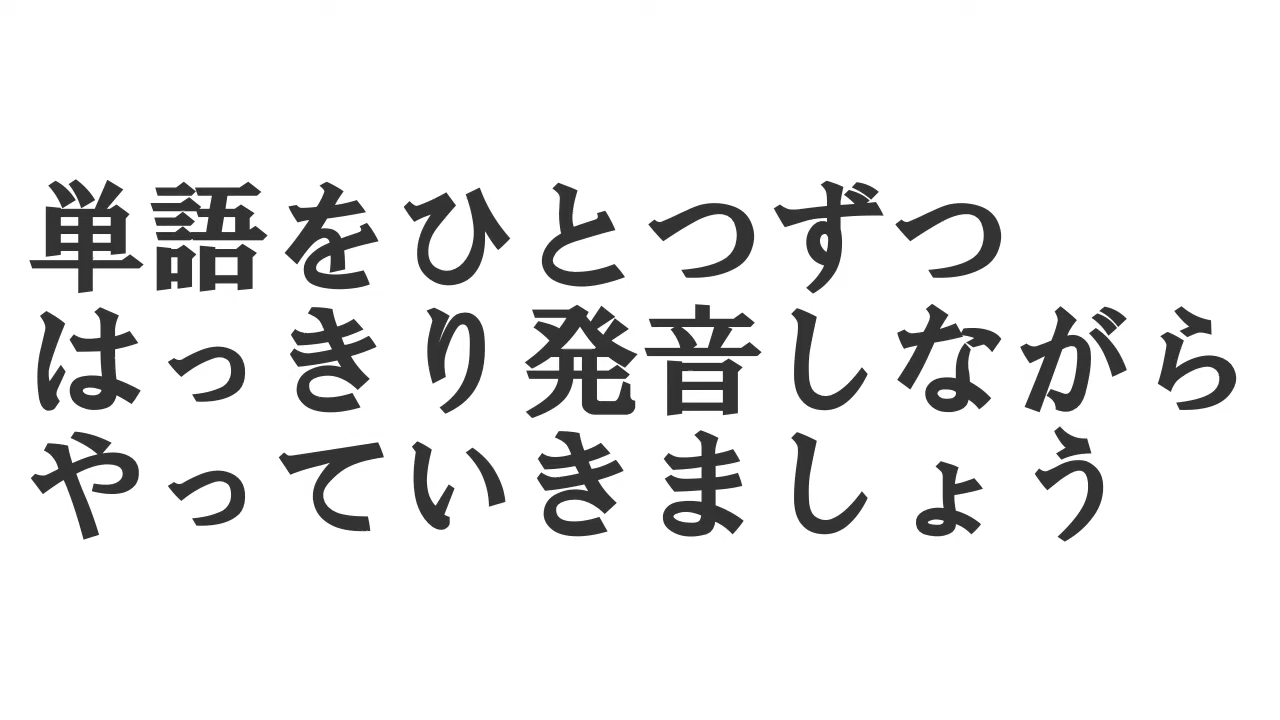 単語をひとつずつ
はっきり発音しながら
やっていきましょう